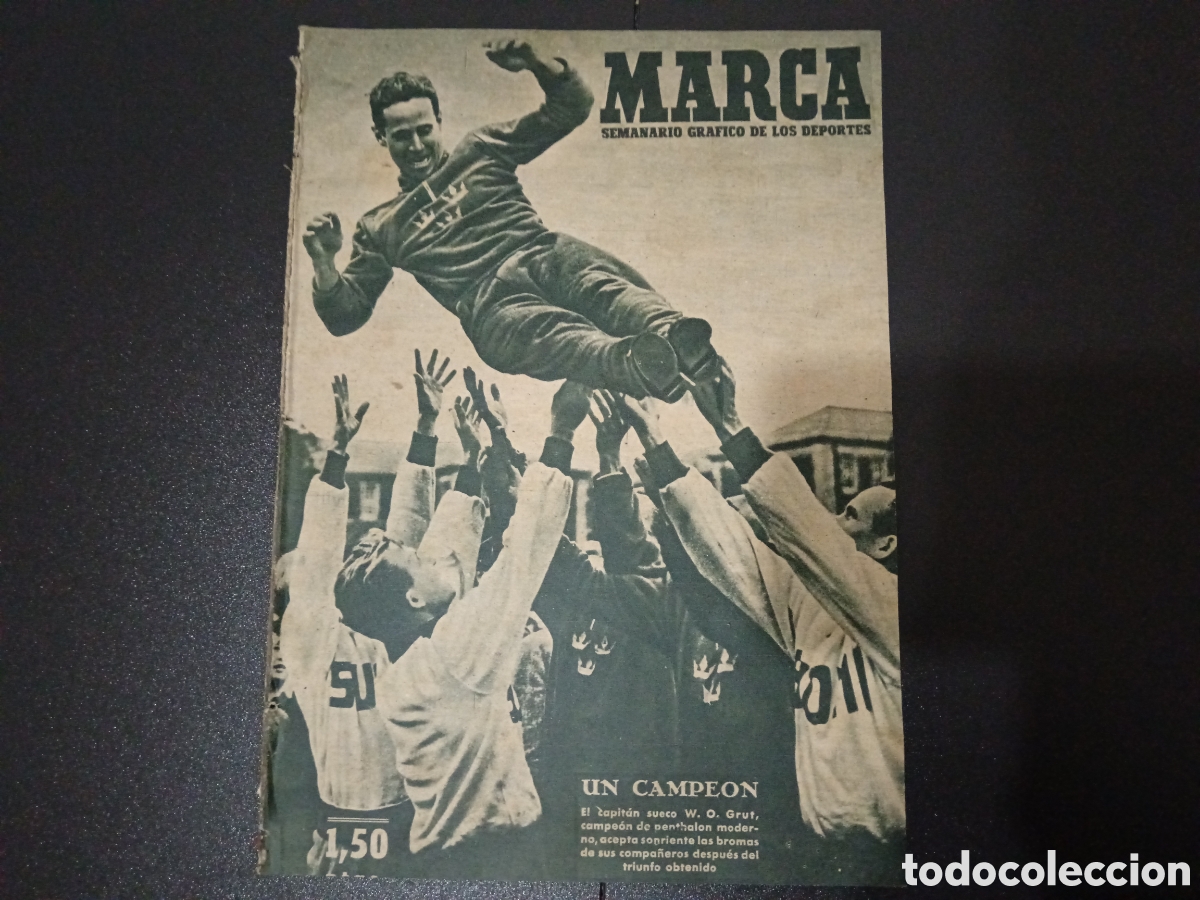 MARCA
SEMANARIO GRAFICO DE LOS DEPORTES
SU
UN CAMPEON
El capitán sueco W. O. Grut,
campeón de penthalon moder-
no, acepta sonriente las bromas
de sus compañeros después del
triunfo obtenido
1,50
todocoleccion